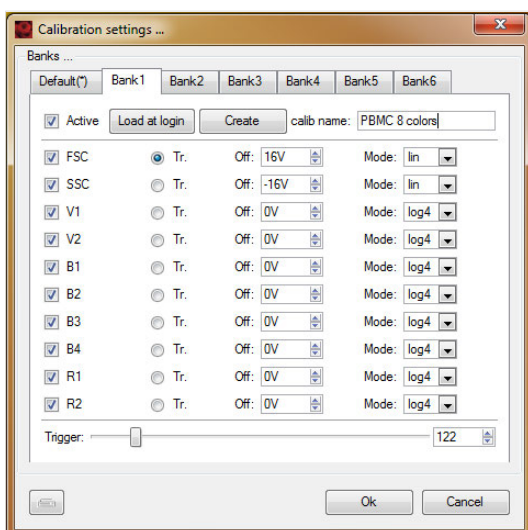 Calibration settings ...
Banks ...
Default(*) Bank1 Bank2 Bank3 Bank4 Bank5 Bank6
Active Load at login Create calib name: PBMC 8 colors
FSC Tr. Off: 16V Mode: lin
SSC Tr. Off: -16V Mode: lin
V1 Tr. Off: 0V Mode: log4
V2 Tr. Off: 0V Mode: log4
B1 Tr. Off: 0V Mode: log4
B2 Tr. Off: 0V Mode: log4
B3 Tr. Off: 0V Mode: log4
B4 Tr. Off: 0V Mode: log4
R1 Tr. Off: 0V Mode: log4
R2 Tr. Off: 0V Mode: log4
Trigger: 122
Ok Cancel